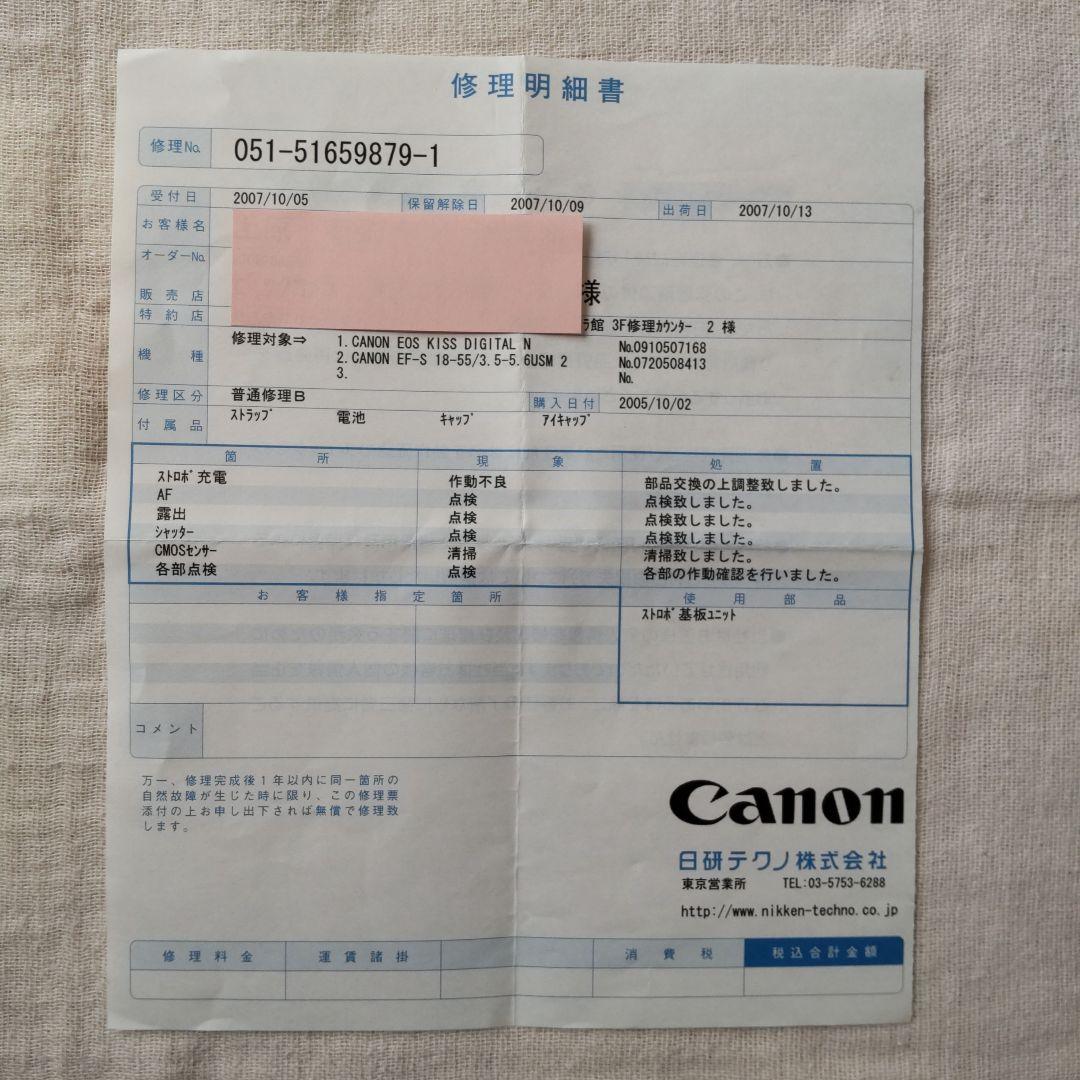 修理明細書
修理No. 051-51659879-1
受付日 2007/10/05 保留解除日 2007/10/09 出荷日 2007/10/13
お客様名
オーダーNo.
様
販売店
特約店 ラ館 3F修理カウンター 2 様
機種 修理対象⇒ 1.CANON EOS KISS DIGITAL N No.0910507168
2.CANON EF-S 18-55/3.5-5.6USM 2 No.0720508413
3. No.
修理区分 普通修理B 購入日付 2005/10/02
付属品 ストラップ 電池 キャップ アイキャップ
箇所 現象 処置
ストロボ充電 作動不良 部品交換の上調整致しました。
AF 点検 点検致しました。
露出 点検 点検致しました。
シャッター 点検 点検致しました。
CMOSセンサー 清掃 清掃致しました。
各部点検 点検 各部の作動確認を行いました。
お客様指定箇所 使用部品
ストロボ基板ユニット
コメント
万一、修理完成後1年以内に同一箇所の
自然故障が生じた時に限り、この修理票
添付の上お申し出下されば無償で修理致
します。
Canon
日研テクノ株式会社
東京営業所 TEL:03-5753-6288
http://www.nikken-techno.co.jp
修理料金 運賃諸掛 消費税 税込合計金額